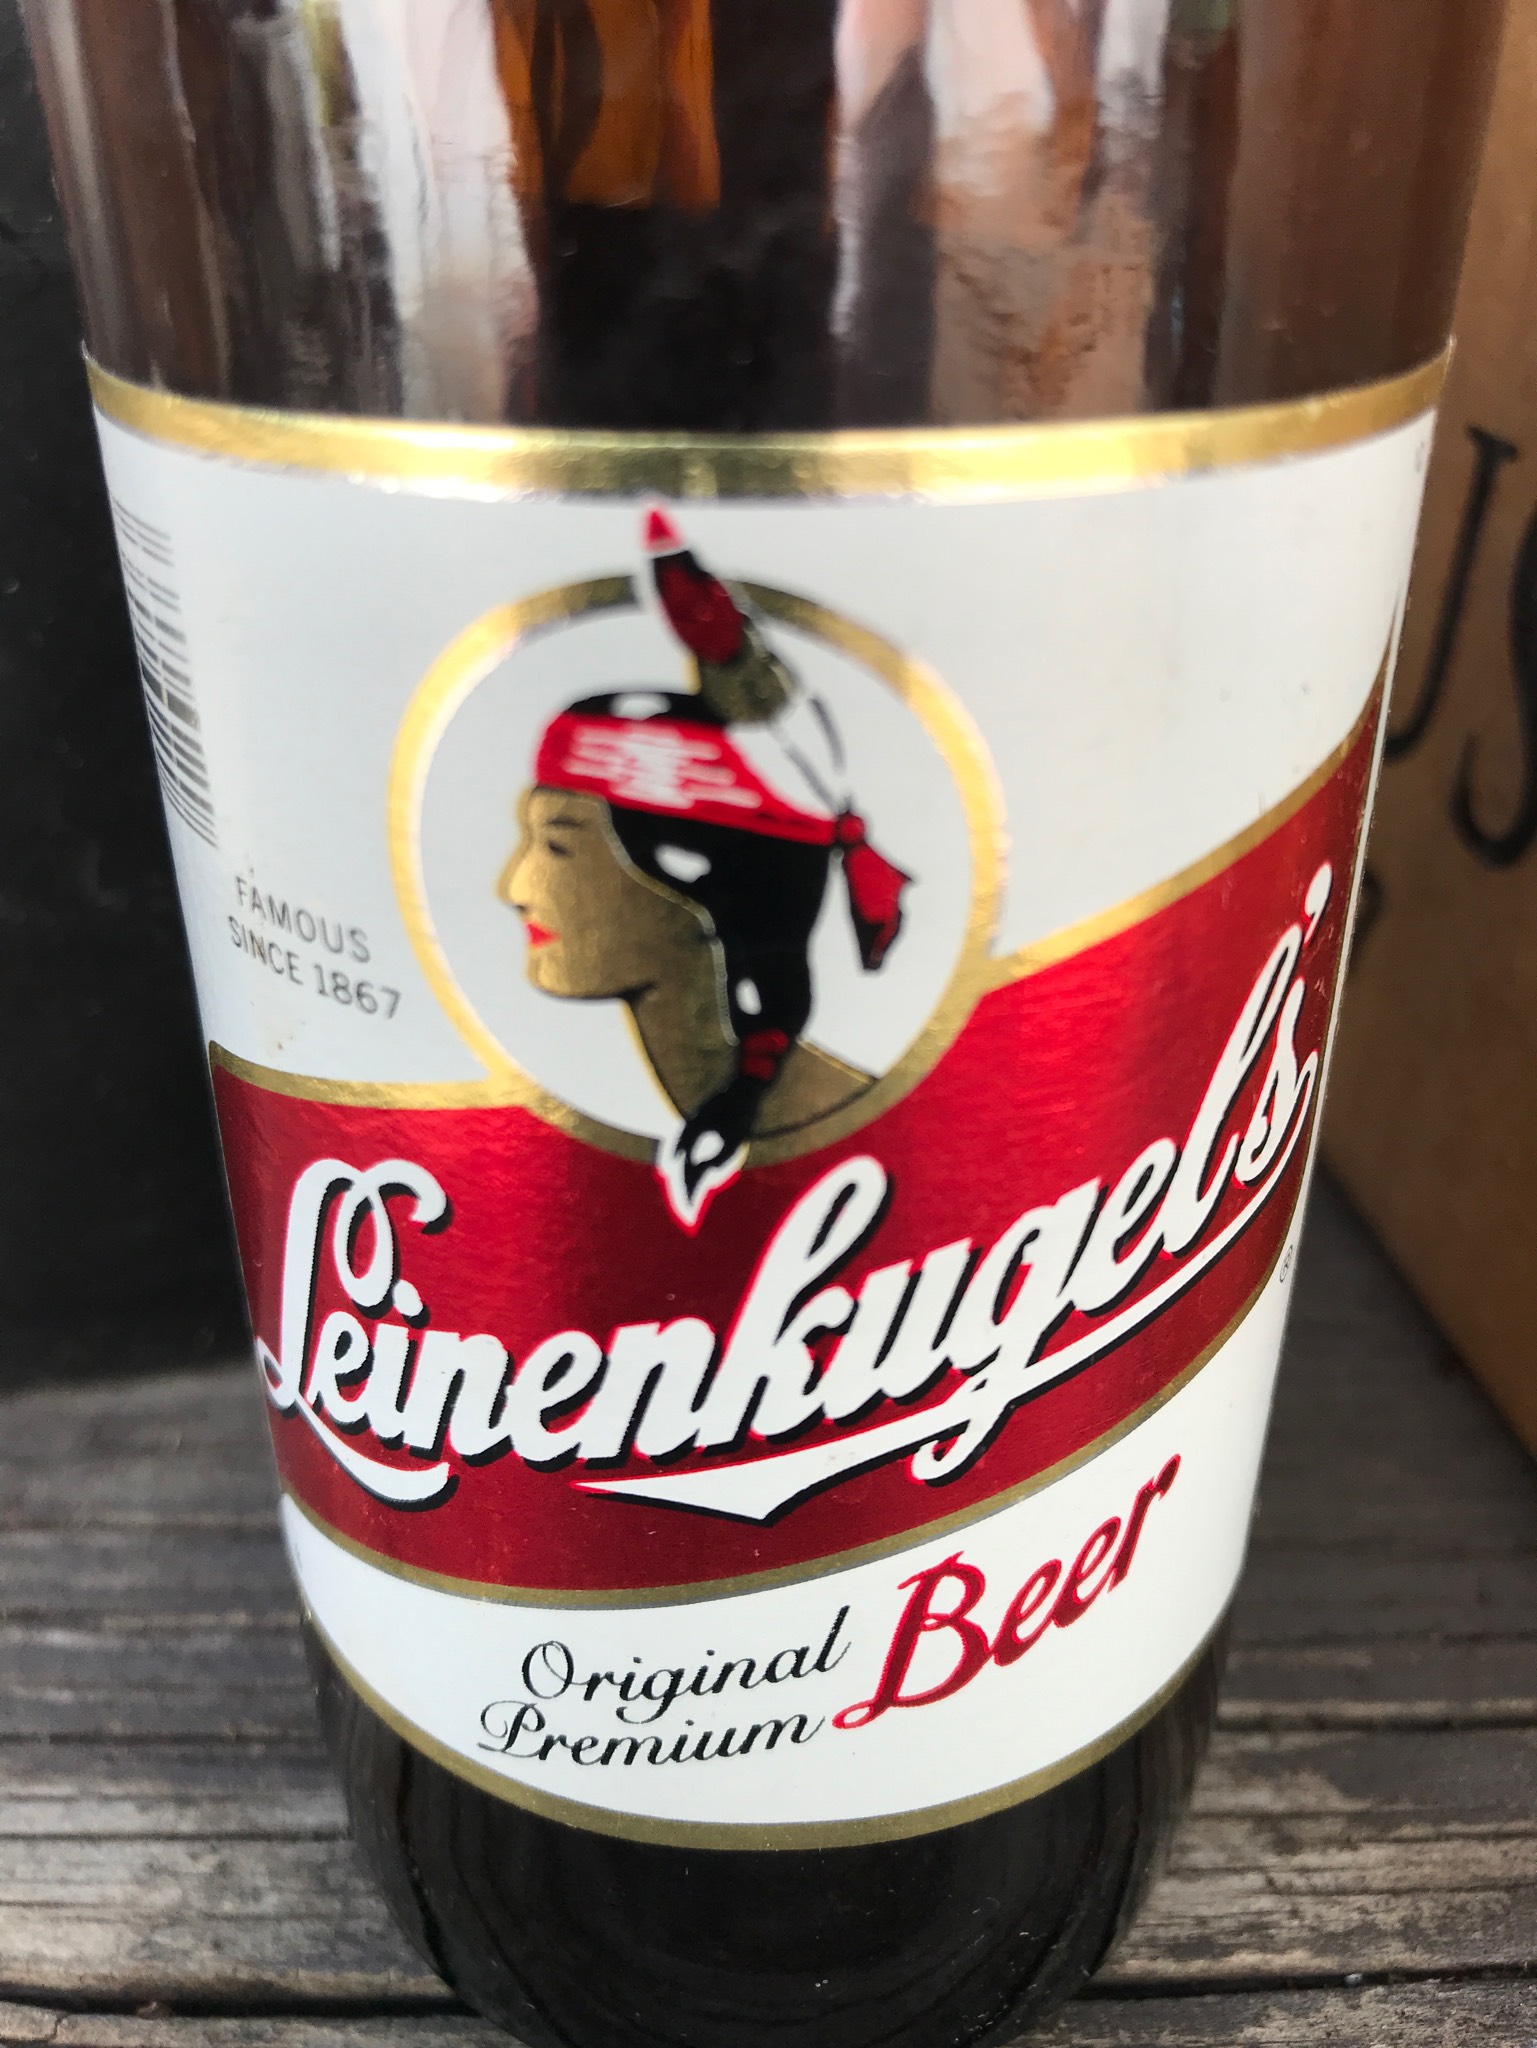 FAMOUS
SINCE 1867
Leinenkugel's
®
Original
Premium
Beer